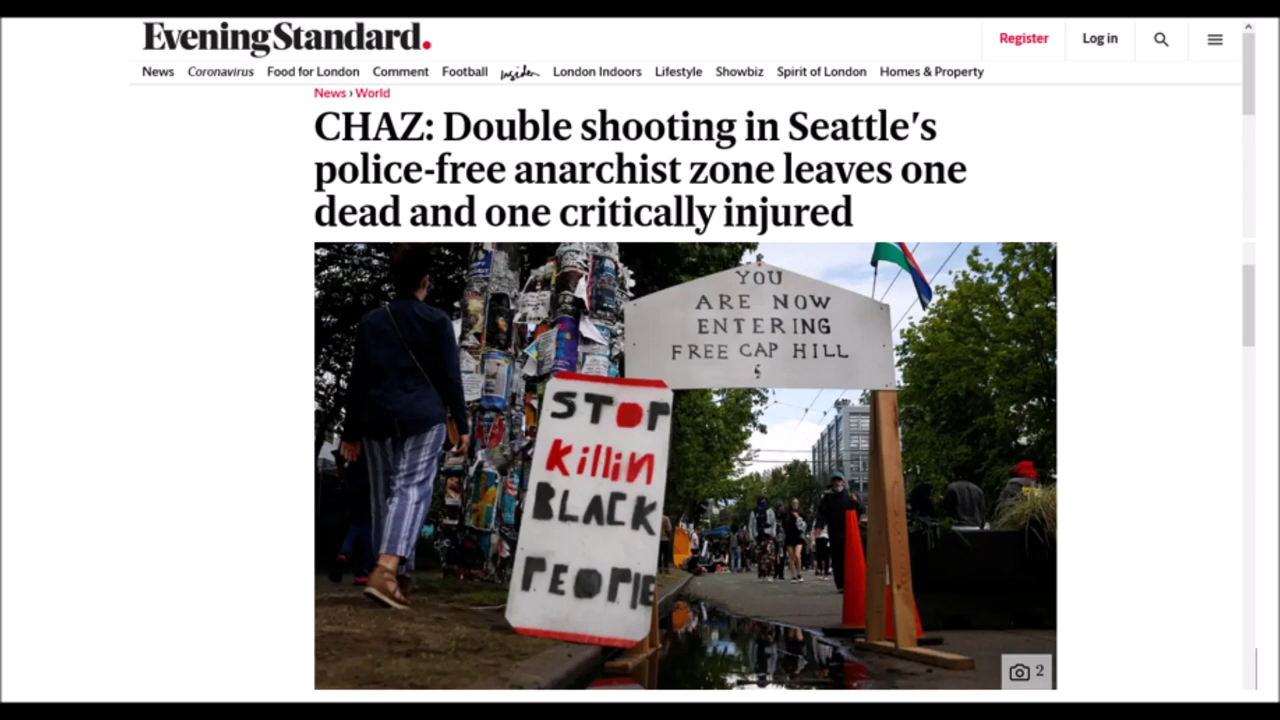 Evening Standard.
Register
Log in
News Coronavirus Food for London Comment Football Insider London Indoors Lifestyle Showbiz Spirit of London Homes & Property
News › World
CHAZ: Double shooting in Seattle's
police-free anarchist zone leaves one
dead and one critically injured
YOU
ARE NOW
ENTERING
FREE CAP HILL
STOP
Killin
BLACK
PEOPlE
2